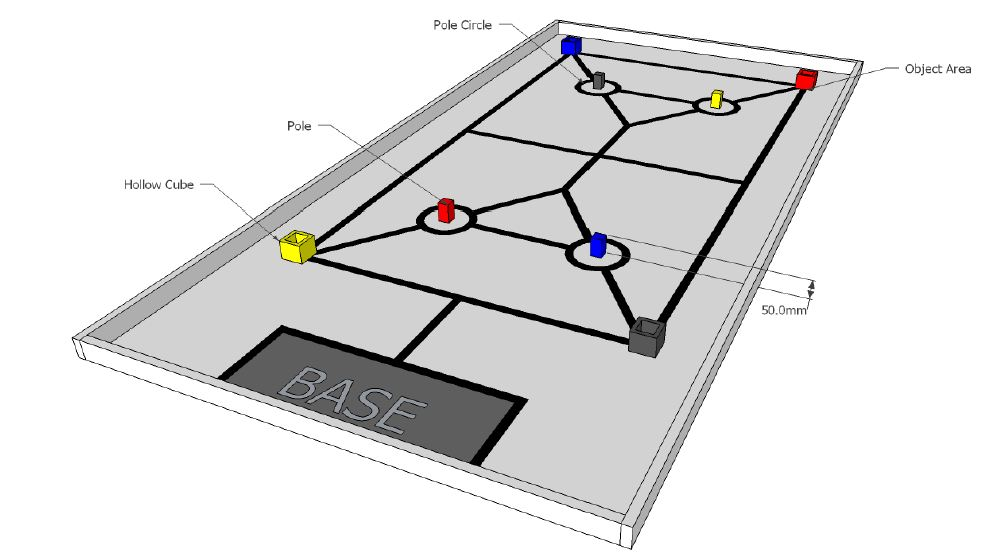 Pole Circle
Object Area
Pole
Hollow Cube
50.0mm
BASE